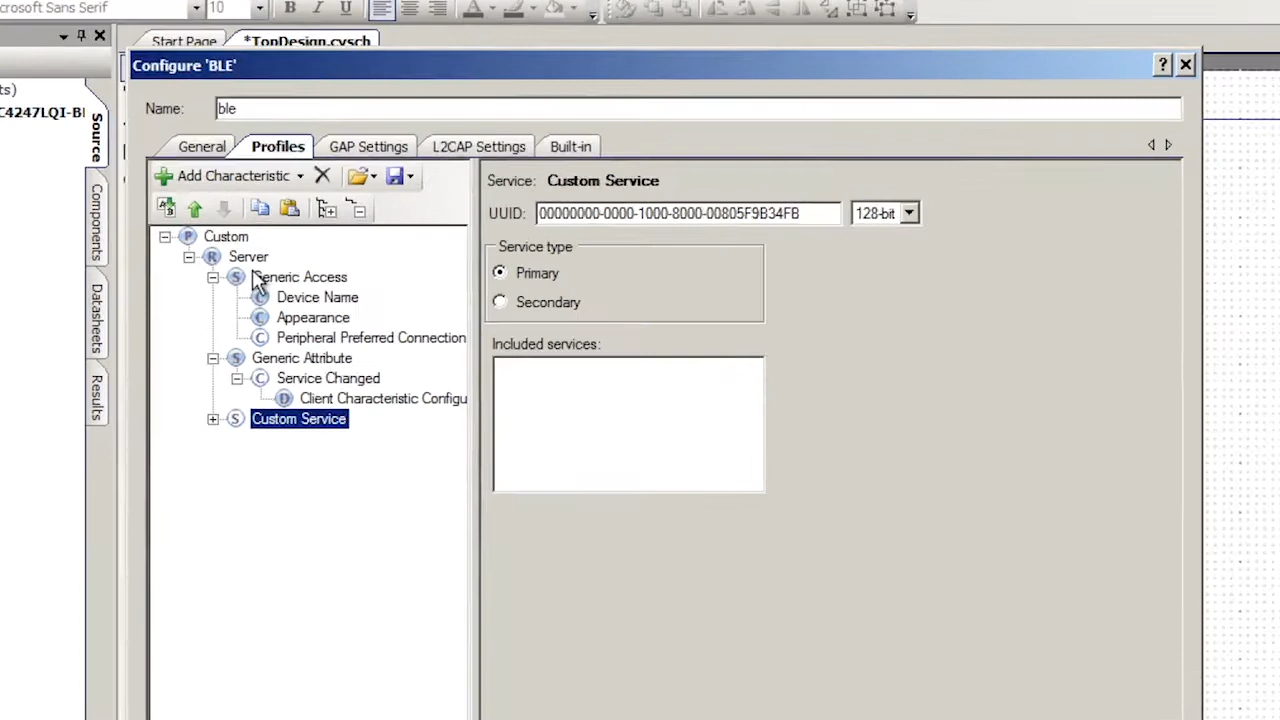 crosoft Sans Serif 10 B I U A
Start Page *TopDesign.cysch
Configure 'BLE' ?
ts)
C4247LQI-Bl
Source
Components
Datasheets
Results
Name: ble
General Profiles GAP Settings L2CAP Settings Built-in
Add Characteristic
P Custom
R Server
S Generic Access
C Device Name
C Appearance
C Peripheral Preferred Connection
S Generic Attribute
C Service Changed
D Client Characteristic Configu
S Custom Service
Service: Custom Service
UUID: 00000000-0000-1000-8000-00805F9B34FB 128-bit
Service type
Primary
Secondary
Included services: